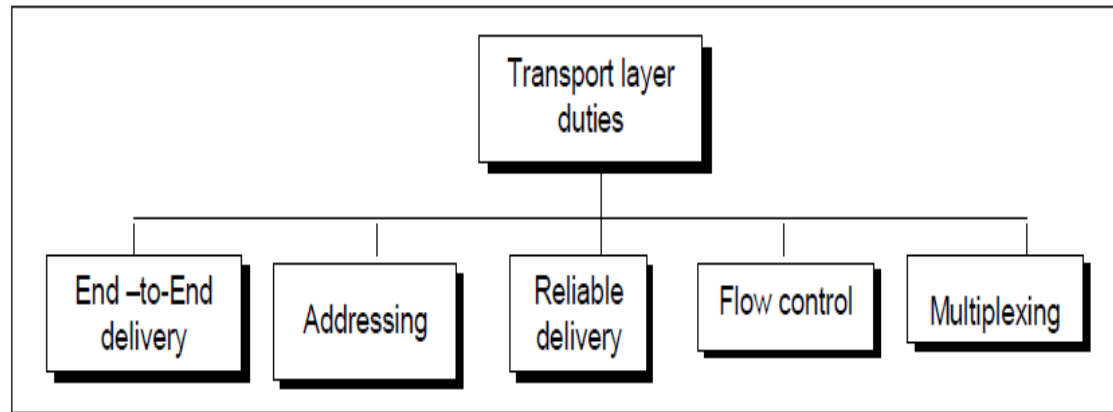 Transport layer
duties
End –to-End
delivery
Addressing
Reliable
delivery
Flow control
Multiplexing